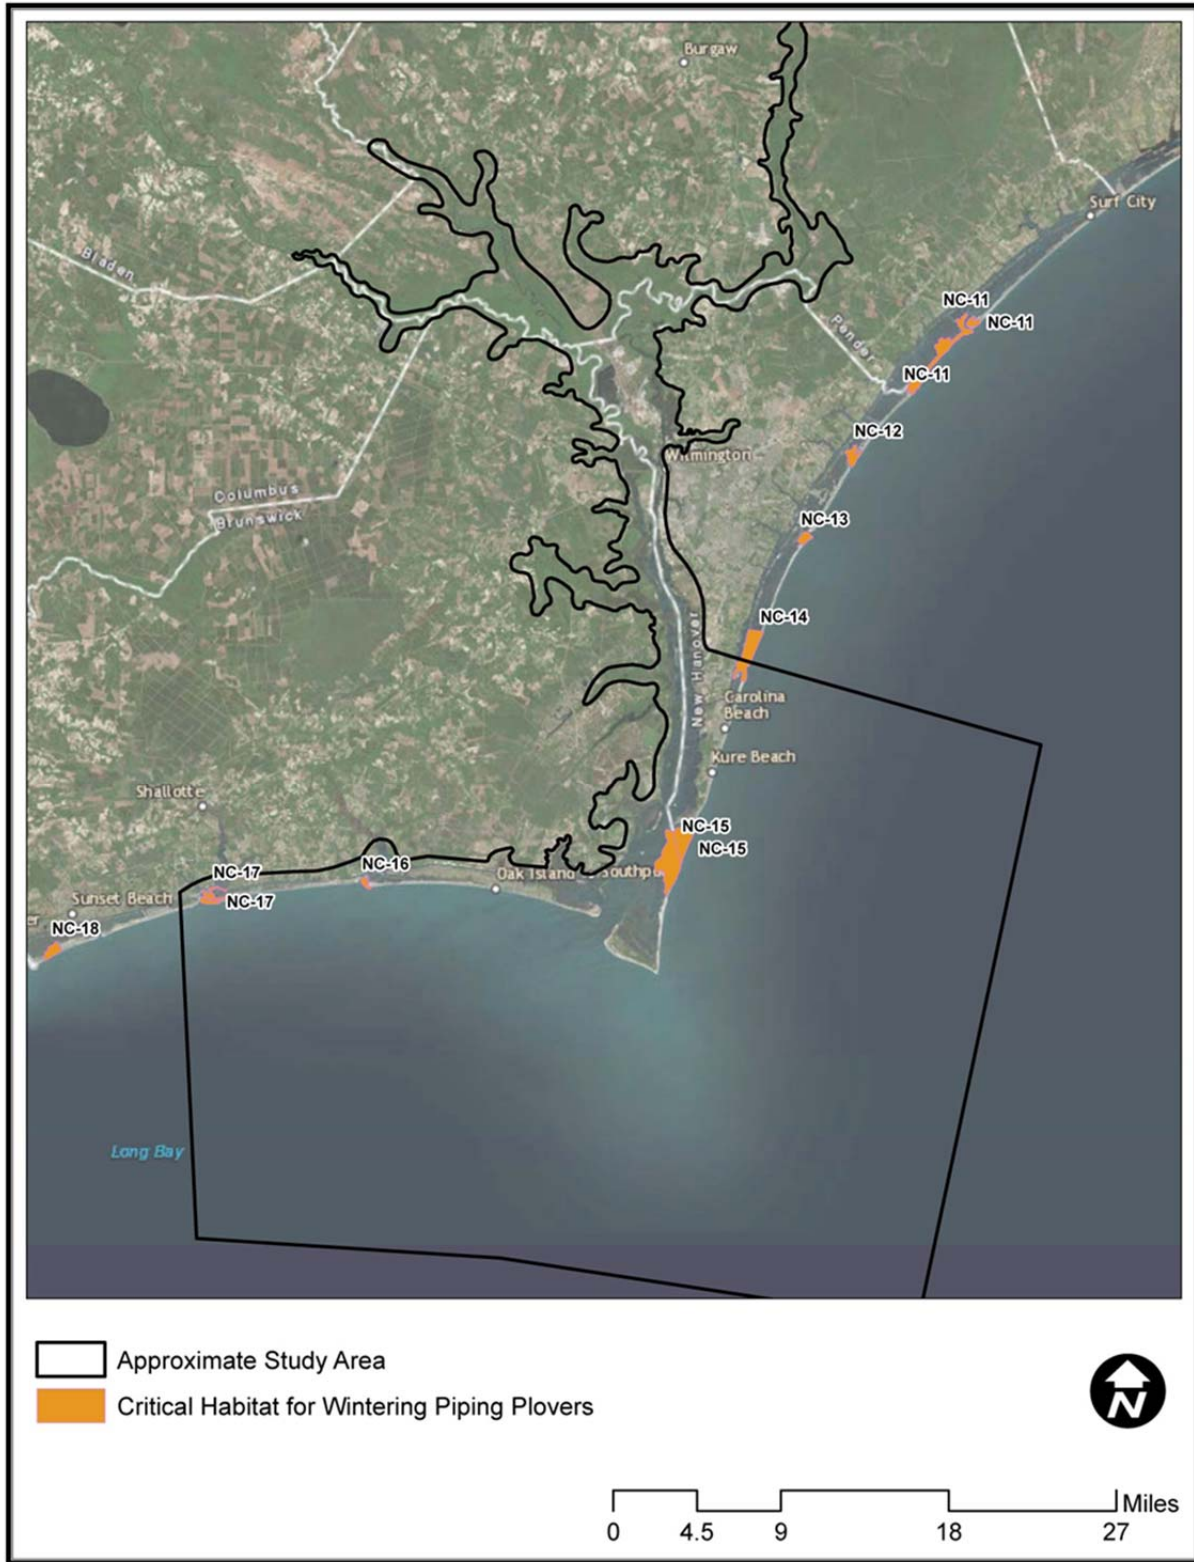 Burgaw
Surf City
Bladen
NC-11
NC-11
Pender
NC-11
NC-12
Wilmington
Columbus
Brunswick
NC-13
NC-14
New Hanover
Carolina
Beach
Kure Beach
Shallotte
NC-15
NC-15
NC-16
NC-17
Oak Island
Southpo
Sunset Beach
NC-17
er
NC-18
Long Bay
Approximate Study Area
Critical Habitat for Wintering Piping Plovers
N
Miles
0 4.5 9 18 27